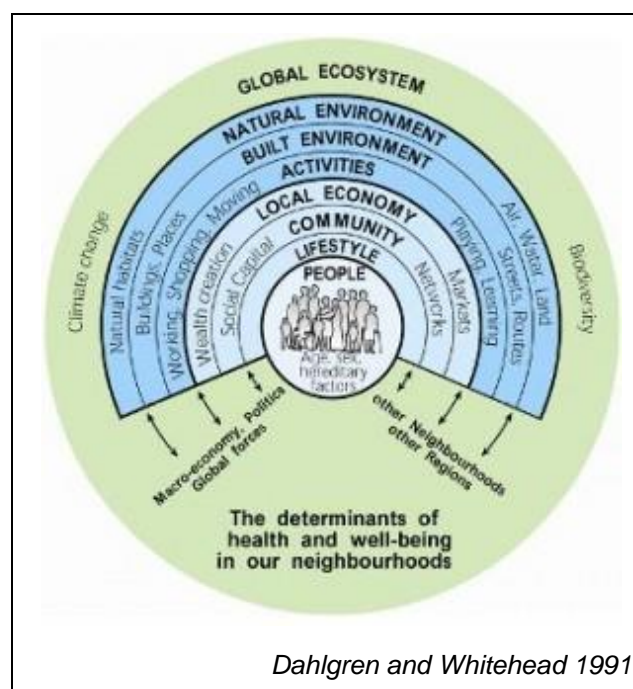 GLOBAL ECOSYSTEM
NATURAL ENVIRONMENT
BUILT ENVIRONMENT
ACTIVITIES
LOCAL ECONOMY
COMMUNITY
LIFESTYLE
PEOPLE
Age, sex,
hereditary
factors
Climate change
Natural habitats
Buildings, Places
Working, Shopping, Moving
Wealth creation
Social Capital
Networks
Markets
Playing, Learning
Streets, Routes
Air, Water, Land
Biodiversity
Macro-economy, Politics
Global forces
other Neighbourhoods
other Regions
The determinants of
health and well-being
in our neighbourhoods
Dahlgren and Whitehead 1991